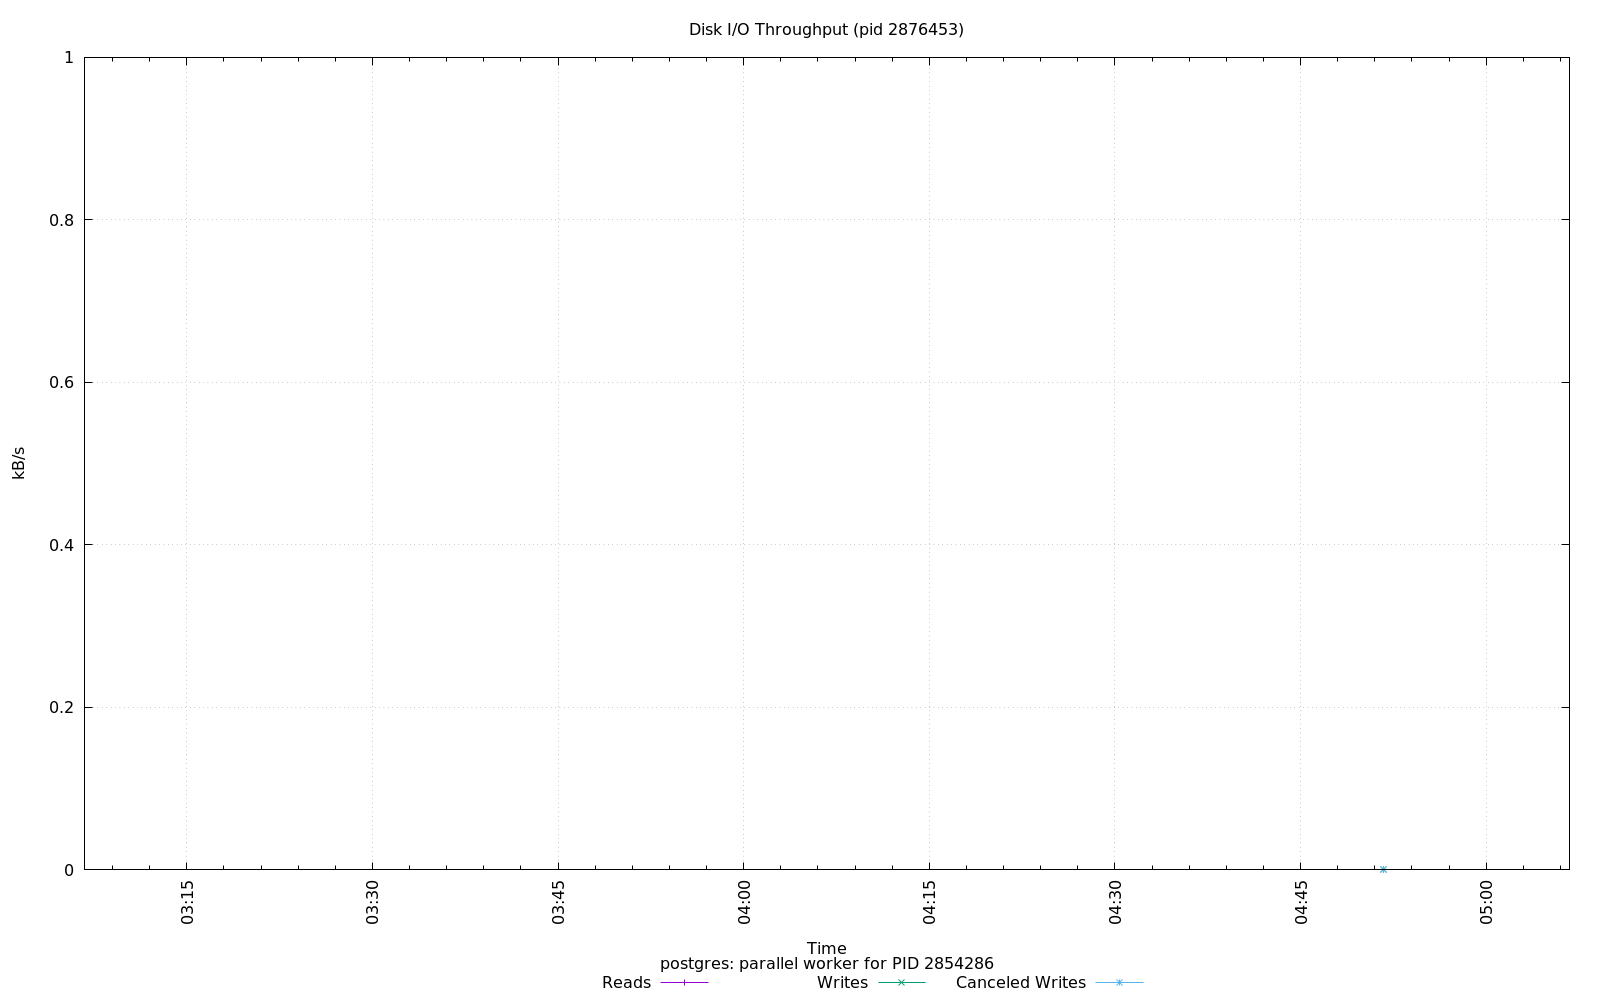 Disk I/O Throughput (pid 2876453)
1
0.8
0.6
kB/s
0.4
0.2
0
03:15 03:30 03:45 04:00 04:15 04:30 04:45 05:00
Time
postgres: parallel worker for PID 2854286
Reads Writes Canceled Writes